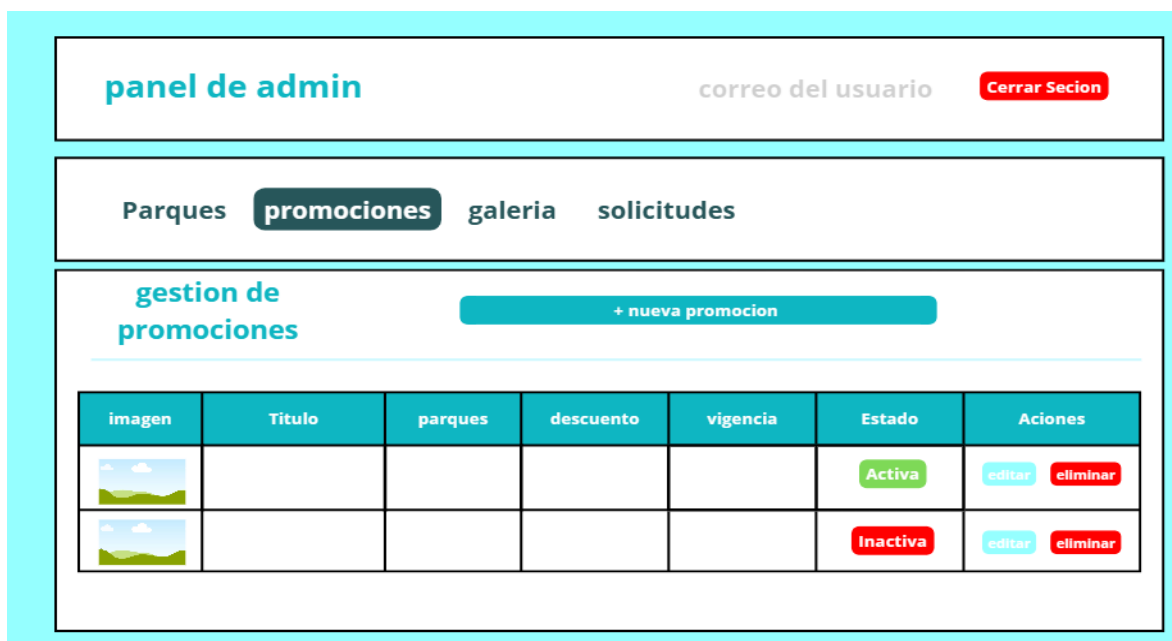 panel de admin
correo del usuario
Cerrar Secion
Parques promociones galeria solicitudes
gestion de
promociones
+ nueva promocion
imagen Titulo parques descuento vigencia Estado Aciones
Activa editar eliminar
Inactiva editar eliminar